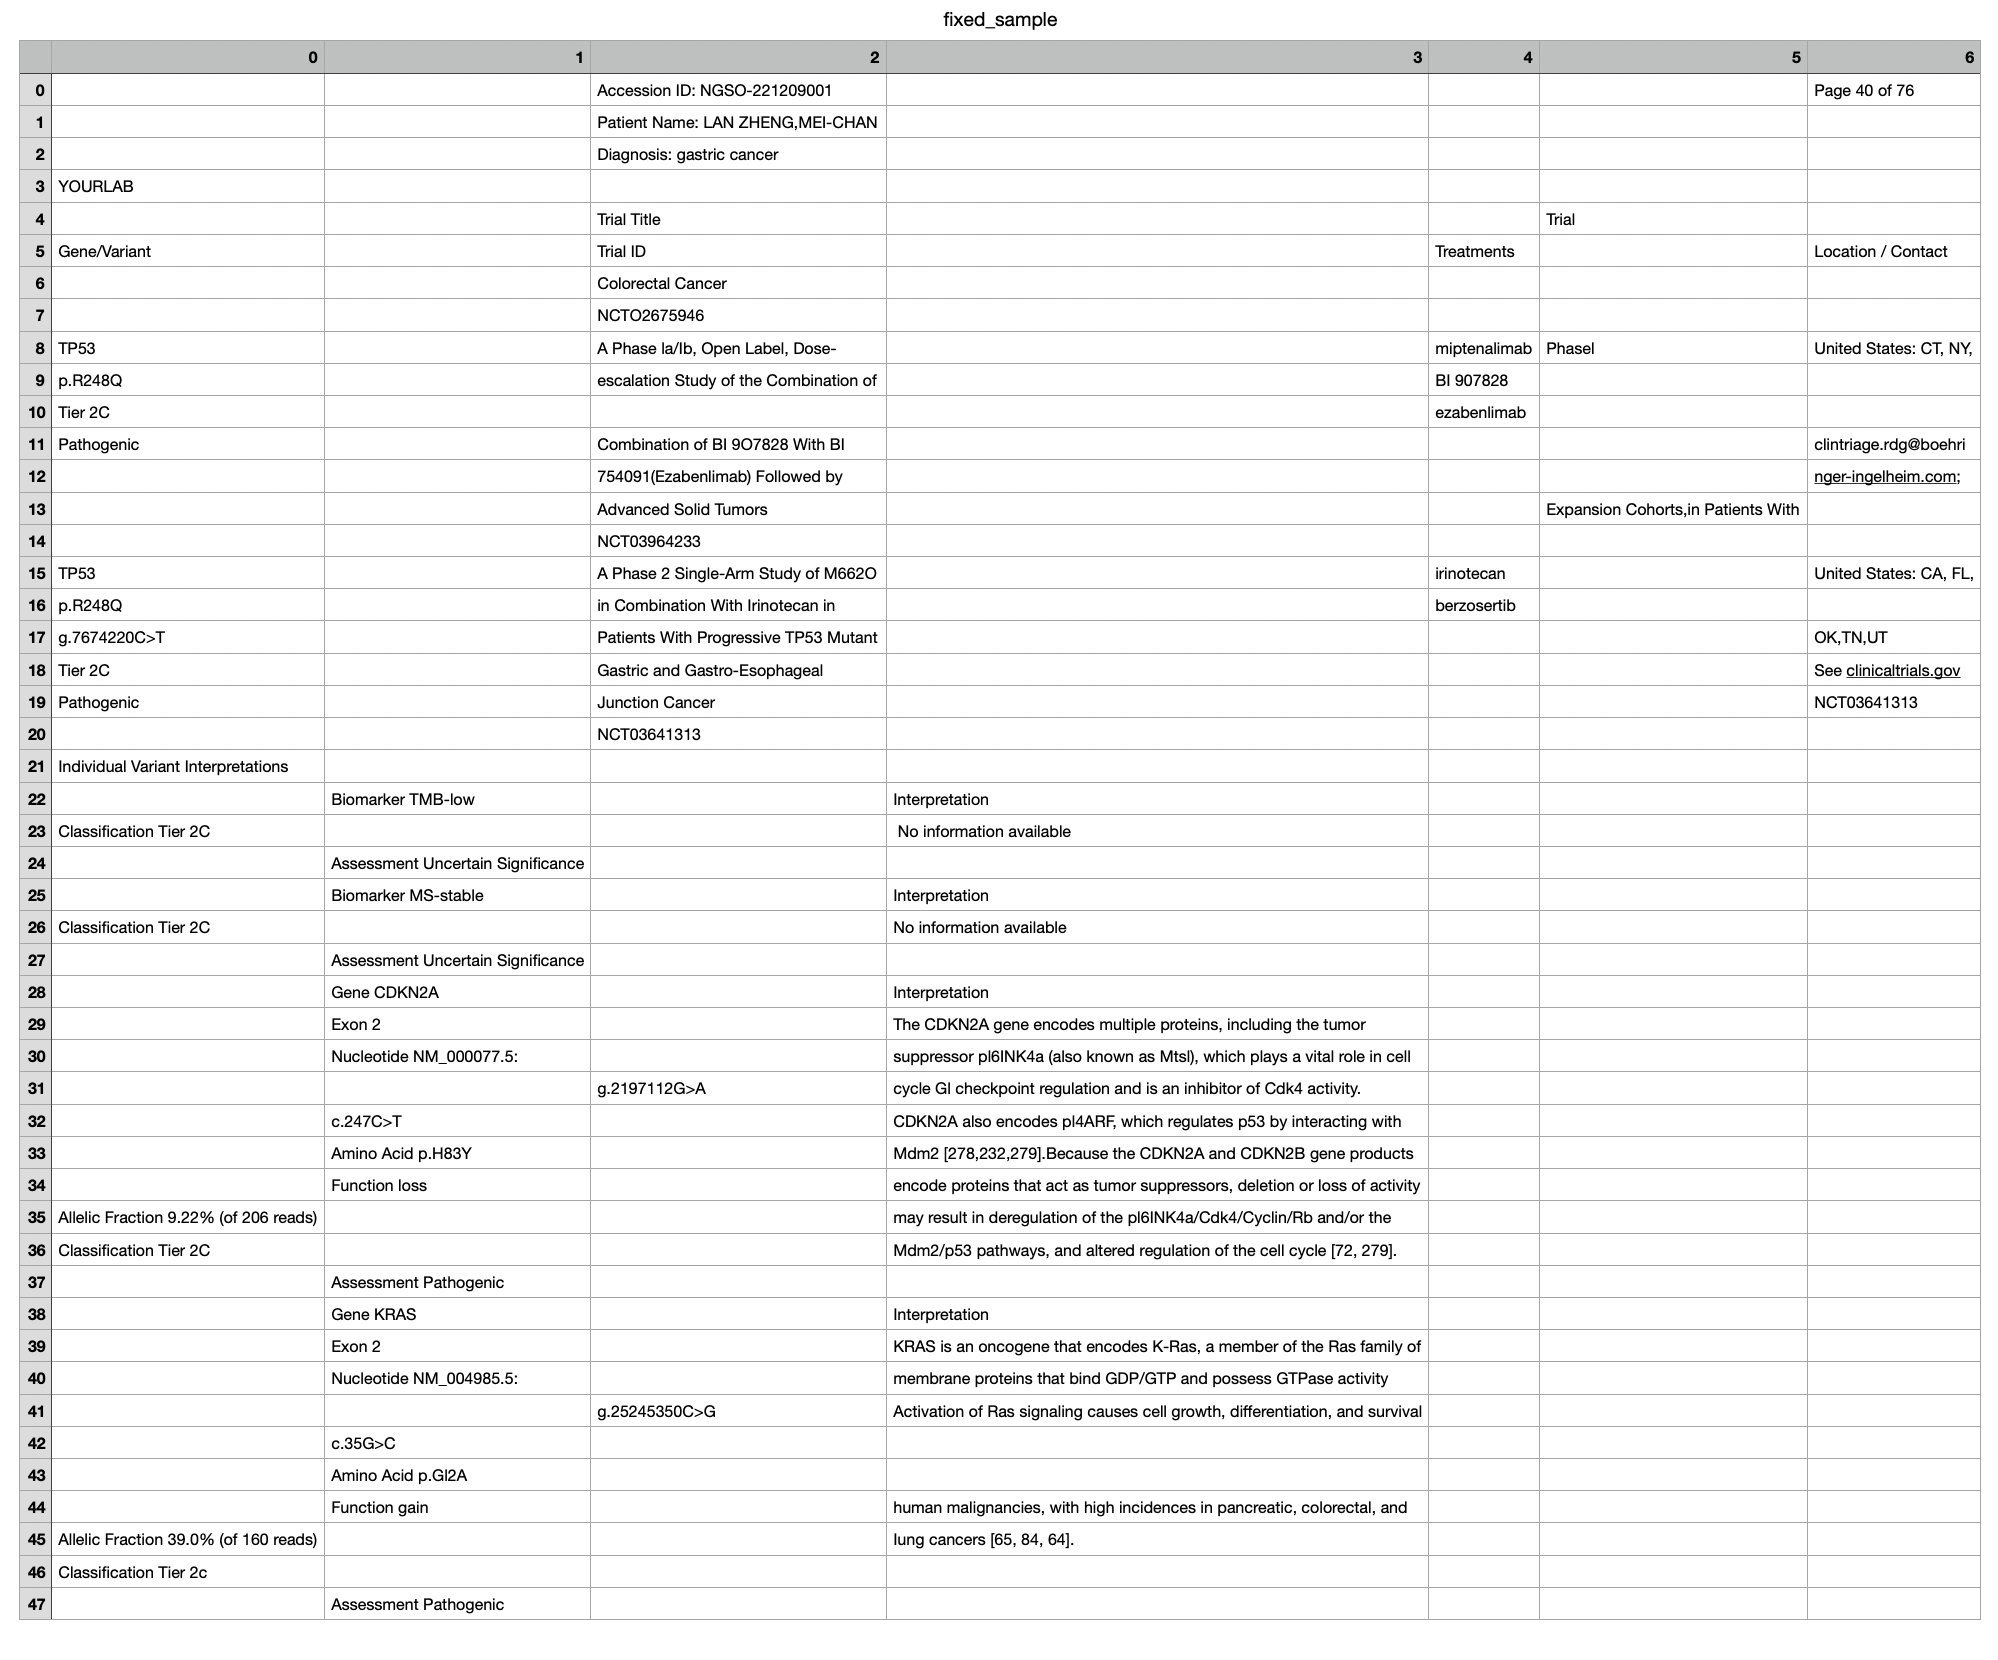 fixed_sample
0 1 2 3 4 5 6
0 Accession ID: NGSO-221209001 Page 40 of 76
1 Patient Name: LAN ZHENG,MEI-CHAN
2 Diagnosis: gastric cancer
3 YOURLAB
4 Trial Title Trial
5 Gene/Variant Trial ID Treatments Location / Contact
6 Colorectal Cancer
7 NCTO2675946
8 TP53 A Phase la/Ib, Open Label, Dose- miptenalimab Phasel United States: CT, NY,
9 p.R248Q escalation Study of the Combination of BI 907828
10 Tier 2C ezabenlimab
11 Pathogenic Combination of BI 9O7828 With BI clintriage.rdg@boehri
12 754091(Ezabenlimab) Followed by nger-ingelheim.com;
13 Advanced Solid Tumors Expansion Cohorts,in Patients With
14 NCT03964233
15 TP53 A Phase 2 Single-Arm Study of M662O irinotecan United States: CA, FL,
16 p.R248Q in Combination With Irinotecan in berzosertib
17 g.7674220C>T Patients With Progressive TP53 Mutant OK,TN,UT
18 Tier 2C Gastric and Gastro-Esophageal See clinicaltrials.gov
19 Pathogenic Junction Cancer NCT03641313
20 NCT03641313
21 Individual Variant Interpretations
22 Biomarker TMB-low Interpretation
23 Classification Tier 2C No information available
24 Assessment Uncertain Significance
25 Biomarker MS-stable Interpretation
26 Classification Tier 2C No information available
27 Assessment Uncertain Significance
28 Gene CDKN2A Interpretation
29 Exon 2 The CDKN2A gene encodes multiple proteins, including the tumor
30 Nucleotide NM_000077.5: suppressor pl6INK4a (also known as Mtsl), which plays a vital role in cell
31 g.2197112G>A cycle Gl checkpoint regulation and is an inhibitor of Cdk4 activity.
32 c.247C>T CDKN2A also encodes pl4ARF, which regulates p53 by interacting with
33 Amino Acid p.H83Y Mdm2 [278,232,279].Because the CDKN2A and CDKN2B gene products
34 Function loss encode proteins that act as tumor suppressors, deletion or loss of activity
35 Allelic Fraction 9.22% (of 206 reads) may result in deregulation of the pl6INK4a/Cdk4/Cyclin/Rb and/or the
36 Classification Tier 2C Mdm2/p53 pathways, and altered regulation of the cell cycle [72, 279].
37 Assessment Pathogenic
38 Gene KRAS Interpretation
39 Exon 2 KRAS is an oncogene that encodes K-Ras, a member of the Ras family of
40 Nucleotide NM_004985.5: membrane proteins that bind GDP/GTP and possess GTPase activity
41 g.25245350C>G Activation of Ras signaling causes cell growth, differentiation, and survival
42 c.35G>C
43 Amino Acid p.Gl2A
44 Function gain human malignancies, with high incidences in pancreatic, colorectal, and
45 Allelic Fraction 39.0% (of 160 reads) lung cancers [65, 84, 64].
46 Classification Tier 2c
47 Assessment Pathogenic